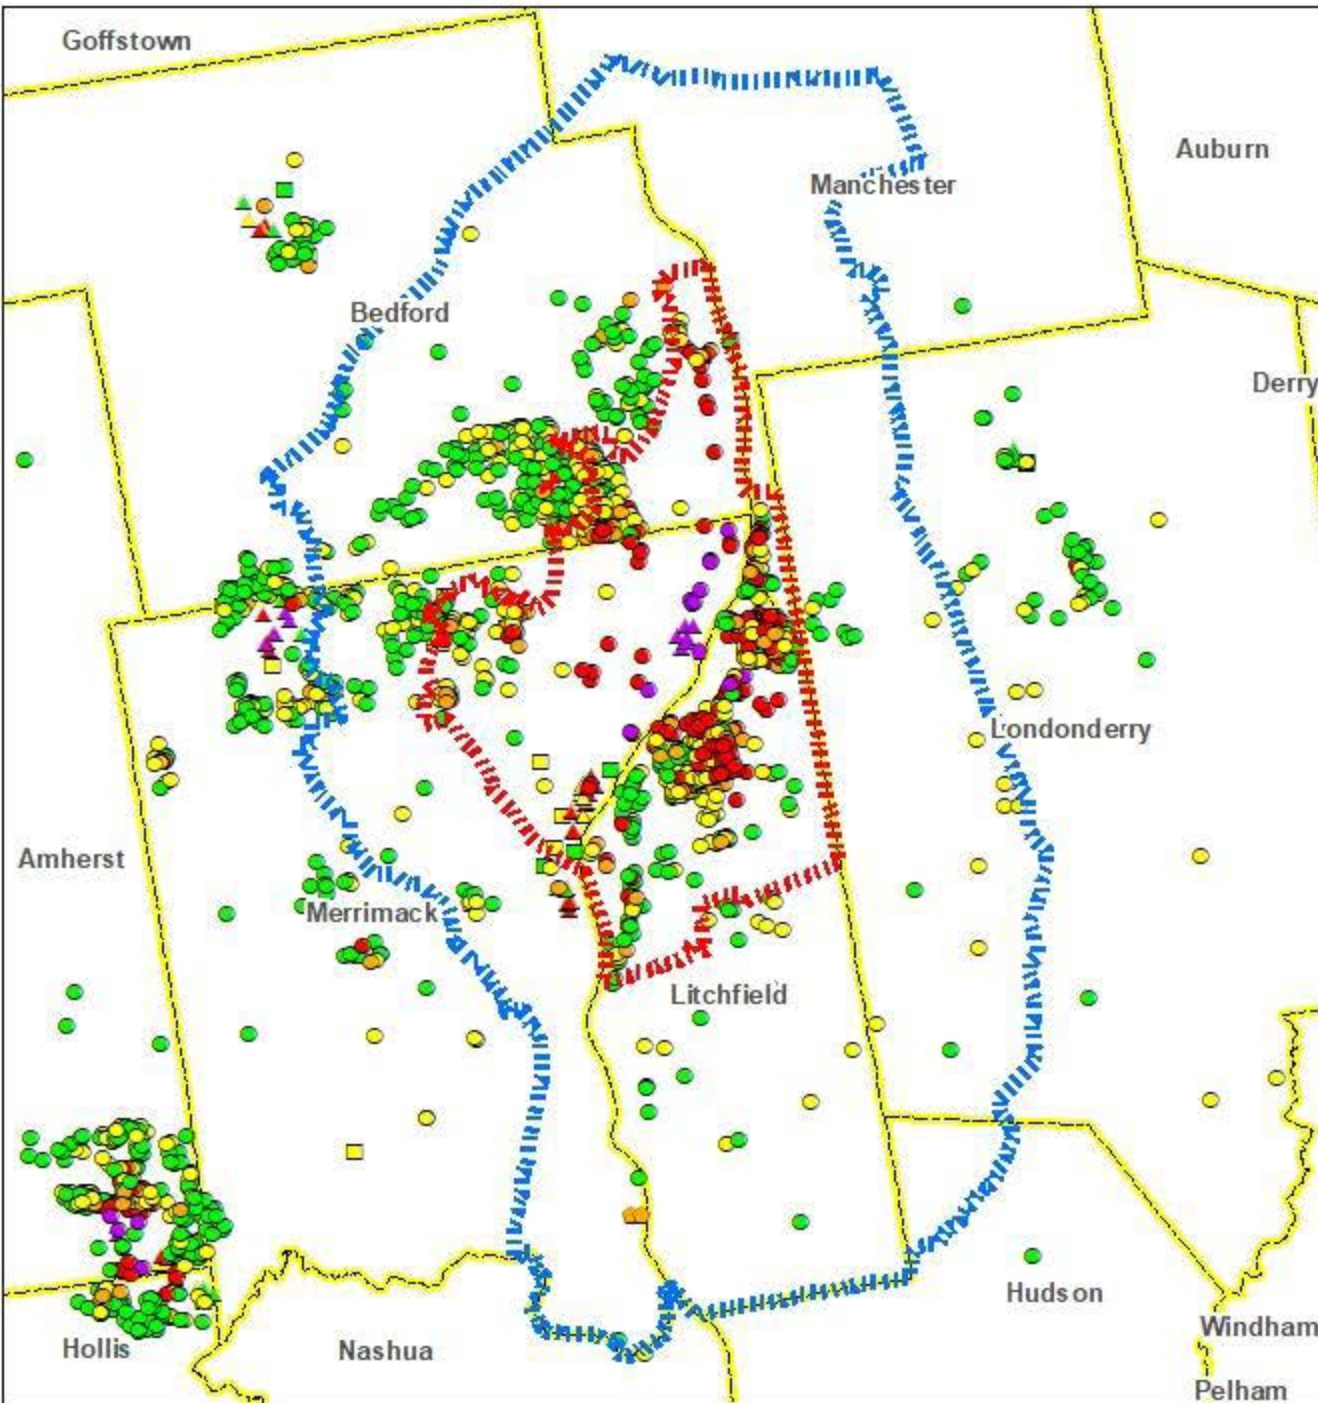 Goffstown
Auburn
Manchester
Bedford
Derry
Londonderry
Amherst
Merrimack
Litchfield
Hudson
Windham
Hollis
Nashua
Pelham